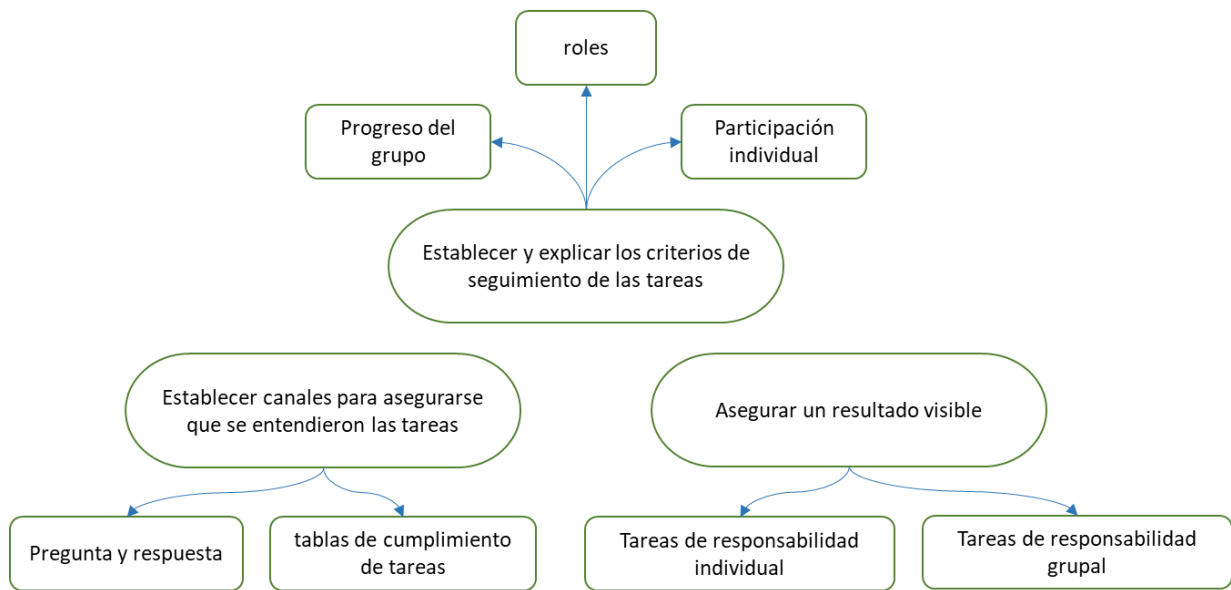 roles
Progreso del
grupo
Participación
individual
Establecer y explicar los criterios de
seguimiento de las tareas
Establecer canales para asegurarse
que se entendieron las tareas
Asegurar un resultado visible
Pregunta y respuesta
tablas de cumplimiento
de tareas
Tareas de responsabilidad
individual
Tareas de responsabilidad
grupal